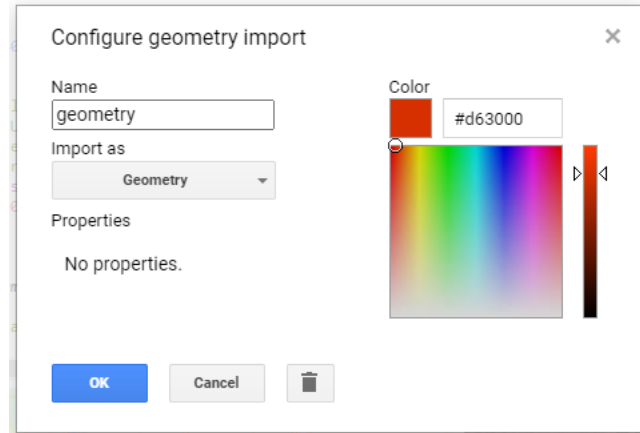 Configure geometry import
Name
geometry
Import as
Geometry
Properties
No properties.
Color
#d63000
OK
Cancel